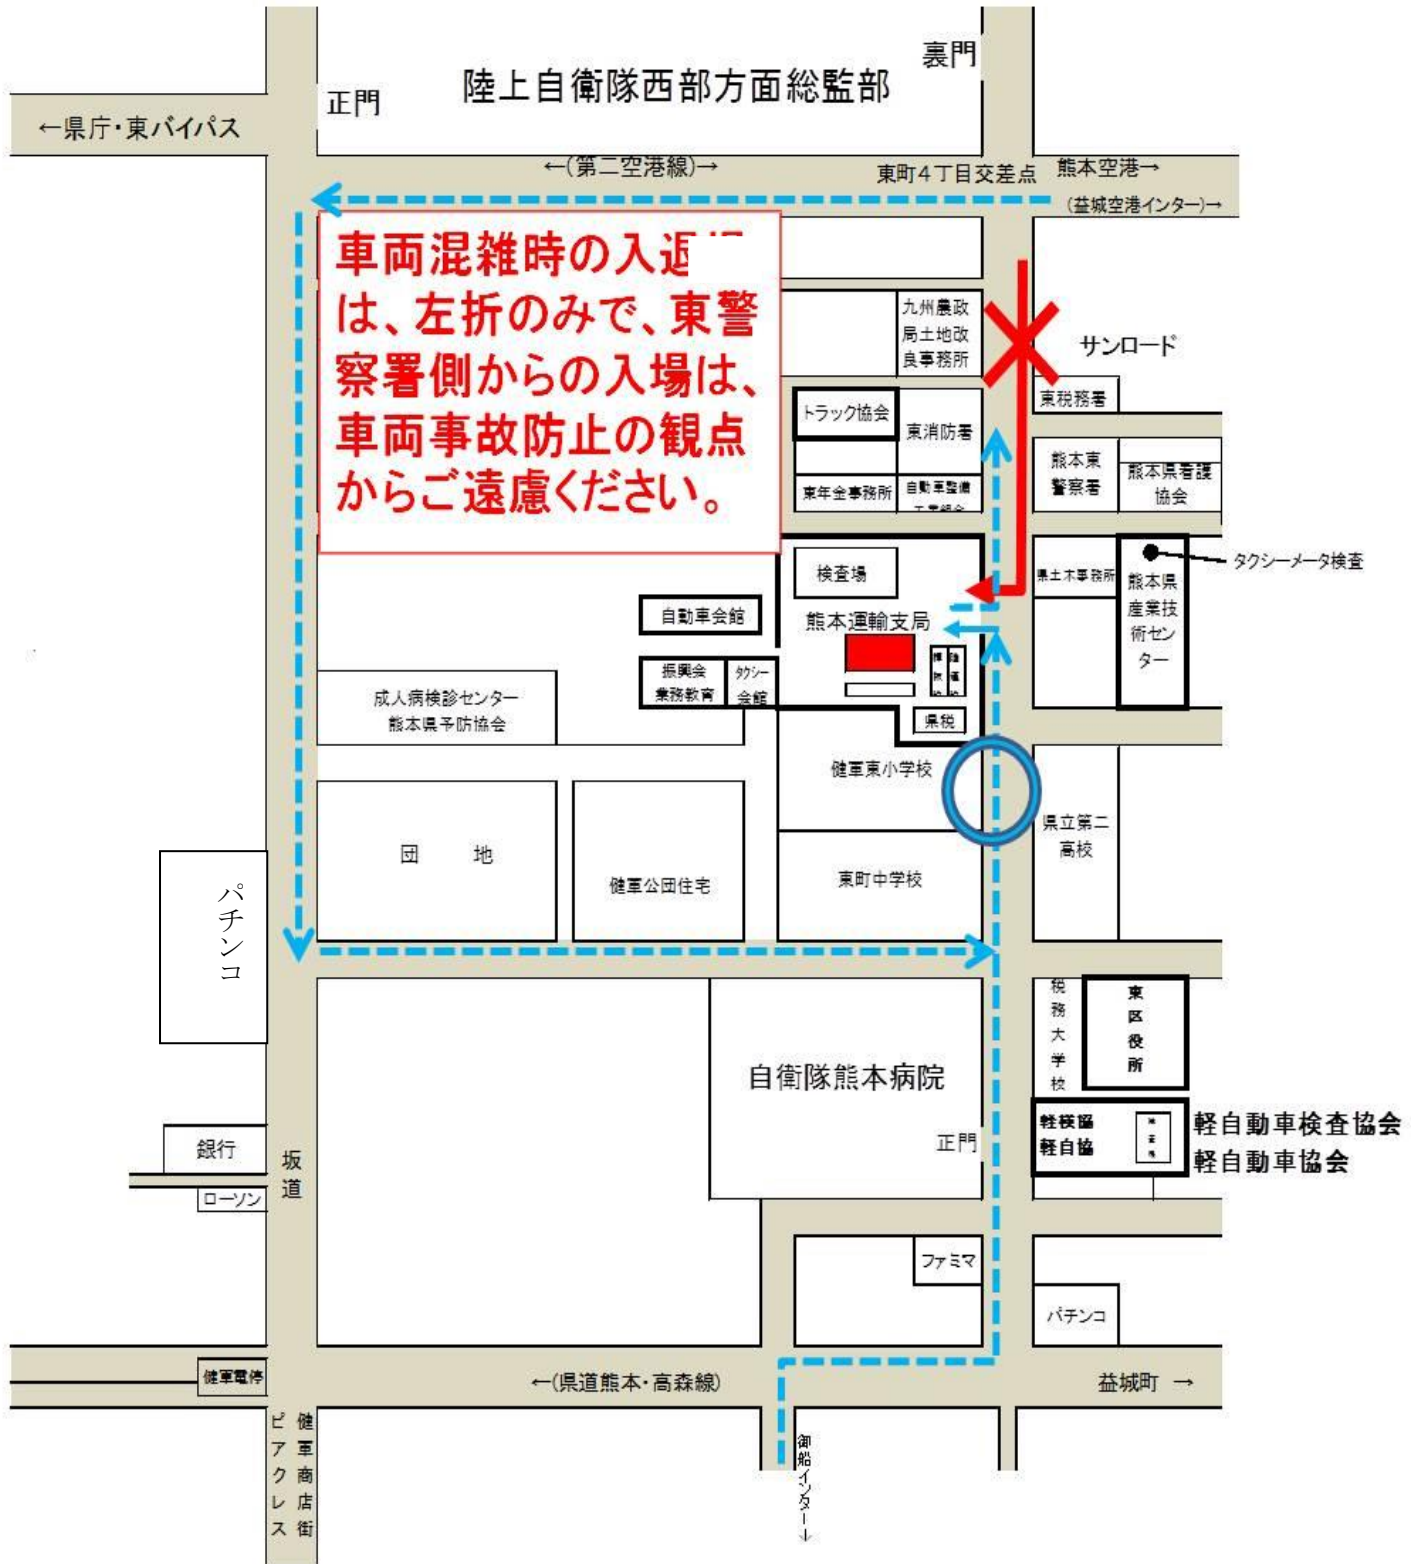 裏門
陸上自衛隊西部方面総監部
正門
←県庁・東バイパス
←(第二空港線)→
東町4丁目交差点
熊本空港→
(益城空港インター)→
車両混雑時の入退
は、左折のみで、東警
察署側からの入場は、
車両事故防止の観点
からご遠慮ください。
九州農政
局土地改
良事務所
サンロード
トラック協会
東消防署
東税務署
東年金事務所
自動車整備
熊本東
警察署
熊本県看護
協会
検査場
熊本運輸支局
県土木事務所
熊本県
産業技
術セン
ター
タクシーメータ検査
自動車会館
振興会
業務教育
タクシー
会館
県税
成人病検診センター
熊本県予防協会
健軍東小学校
県立第二
高校
団 地
健軍公団住宅
東町中学校
パチンコ
税務大学校
東区役所
自衛隊熊本病院
正門
軽検協
軽自協
軽自動車検査協会
軽自動車協会
銀行
ローソン
坂道
ファミマ
パチンコ
健軍電停
←(県道熊本・高森線)
益城町 →
健軍商店街
ピアクレス
御船インター→